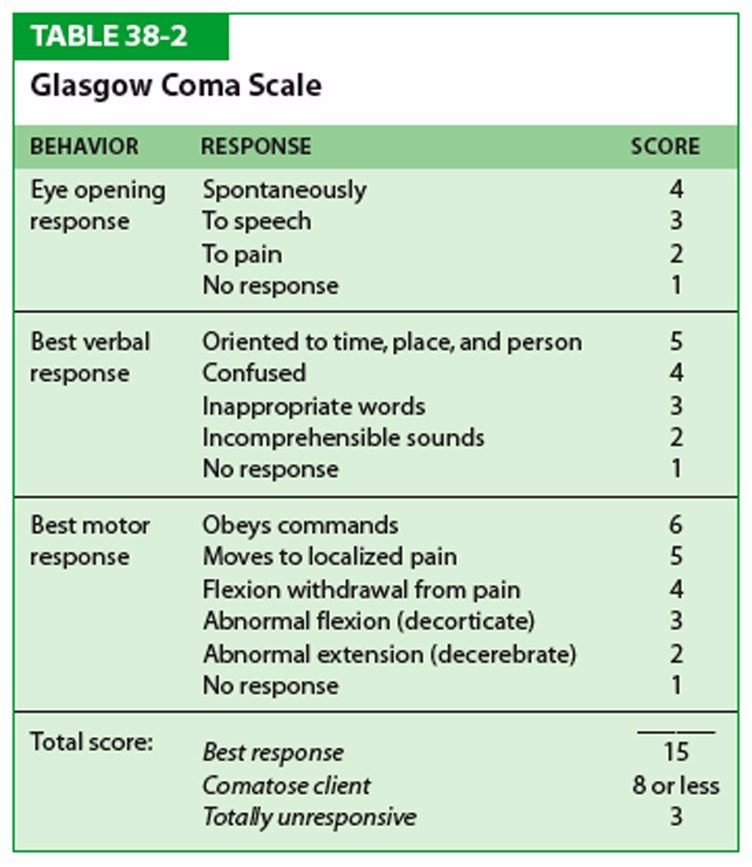 TABLE 38-2
Glasgow Coma Scale
BEHAVIOR RESPONSE SCORE
Eye opening Spontaneously 4
response To speech 3
To pain 2
No response 1
Best verbal Oriented to time, place, and person 5
response Confused 4
Inappropriate words 3
Incomprehensible sounds 2
No response 1
Best motor Obeys commands 6
response Moves to localized pain 5
Flexion withdrawal from pain 4
Abnormal flexion (decorticate) 3
Abnormal extension (decerebrate) 2
No response 1
Total score: Best response 15
Comatose client 8 or less
Totally unresponsive 3